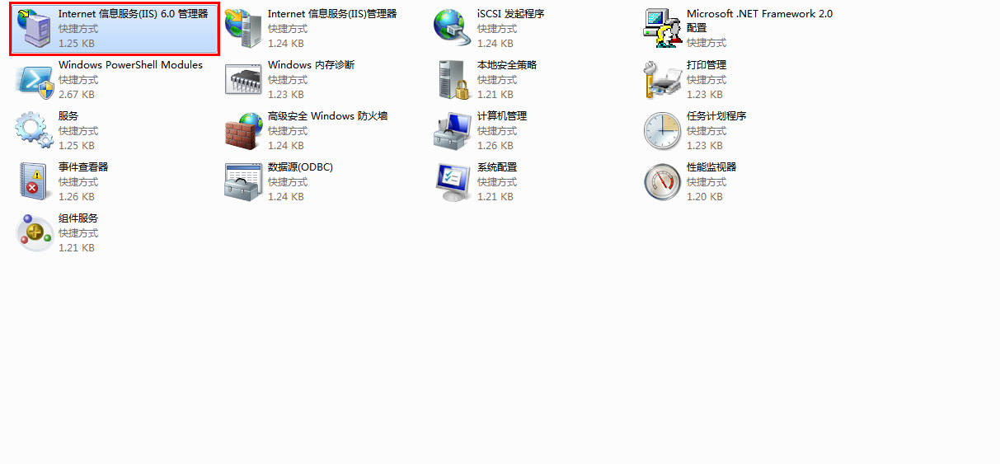 Internet 信息服务(IIS) 6.0 管理器
快捷方式
1.25 KB
Internet 信息服务(IIS)管理器
快捷方式
1.24 KB
iSCSI 发起程序
快捷方式
1.24 KB
Microsoft .NET Framework 2.0
配置
快捷方式
Windows PowerShell Modules
快捷方式
2.67 KB
Windows 内存诊断
快捷方式
1.23 KB
本地安全策略
快捷方式
1.21 KB
打印管理
快捷方式
1.23 KB
服务
快捷方式
1.25 KB
高级安全 Windows 防火墙
快捷方式
1.24 KB
计算机管理
快捷方式
1.26 KB
任务计划程序
快捷方式
1.23 KB
事件查看器
快捷方式
1.26 KB
数据源(ODBC)
快捷方式
1.24 KB
系统配置
快捷方式
1.21 KB
性能监视器
快捷方式
1.20 KB
组件服务
快捷方式
1.21 KB